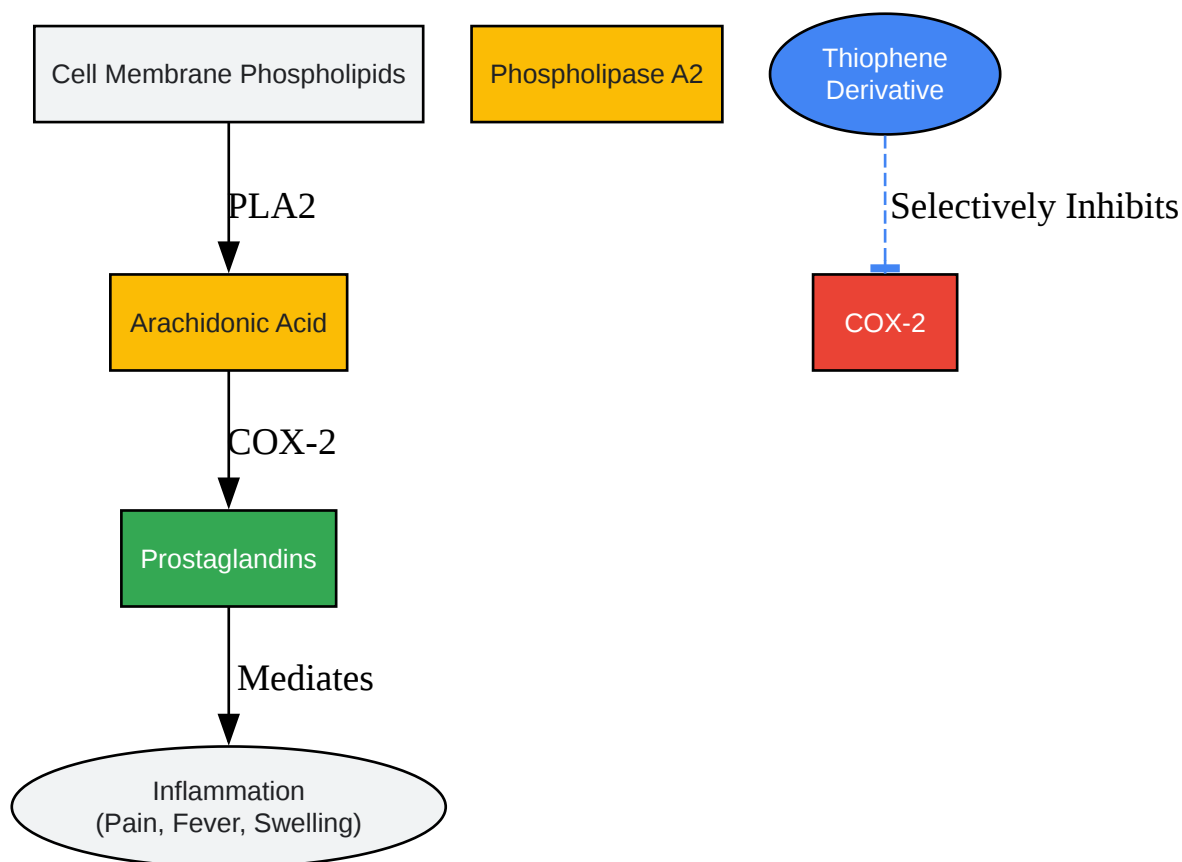 Cell Membrane Phospholipids
Phospholipase A2
Thiophene
Derivative
PLA2
Selectively Inhibits
Arachidonic Acid
COX-2
COX-2
Prostaglandins
Mediates
Inflammation
(Pain, Fever, Swelling)